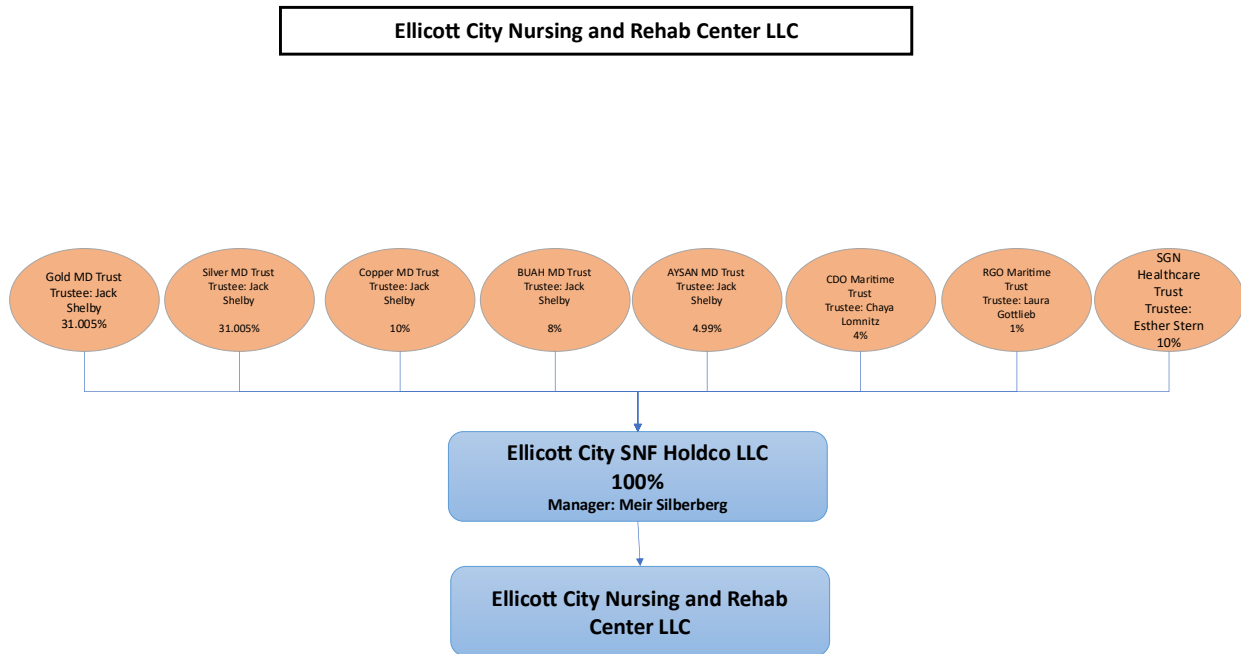 Ellicott City Nursing and Rehab Center LLC
Gold MD Trust
Trustee: Jack
Shelby
31.005%
Silver MD Trust
Trustee: Jack
Shelby
31.005%
Copper MD Trust
Trustee: Jack
Shelby
10%
BUAH MD Trust
Trustee: Jack
Shelby
8%
AYSAN MD Trust
Trustee: Jack
Shelby
4.99%
CDO Maritime
Trust
Trustee: Chaya
Lomnitz
4%
RGO Maritime
Trust
Trustee: Laura
Gottlieb
1%
SGN
Healthcare
Trust
Trustee:
Esther Stern
10%
Ellicott City SNF Holdco LLC
100%
Manager: Meir Silberberg
Ellicott City Nursing and Rehab
Center LLC